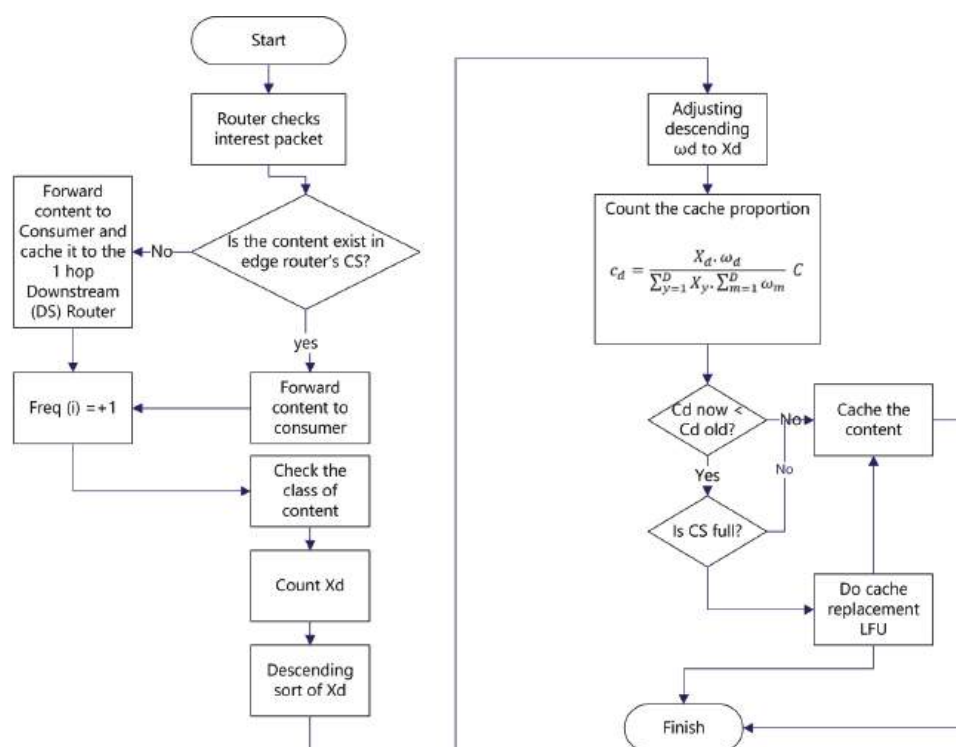 Start
Router checks
interest packet
Is the content exist in
edge router's CS?
No
Forward
content to
Consumer and
cache it to the
1 hop
Downstream
(DS) Router
yes
Forward
content to
consumer
Freq (i) =+1
Check the
class of
content
Count Xd
Descending
sort of Xd
Adjusting
descending
ωd to Xd
Count the cache proportion
c_d = \frac{X_d . ω_d}{\sum_{y=1}^{D} X_y . \sum_{m=1}^{D} ω_m} C
Cd now <
Cd old?
No
Yes
Is CS full?
No
Cache the
content
Do cache
replacement
LFU
Finish